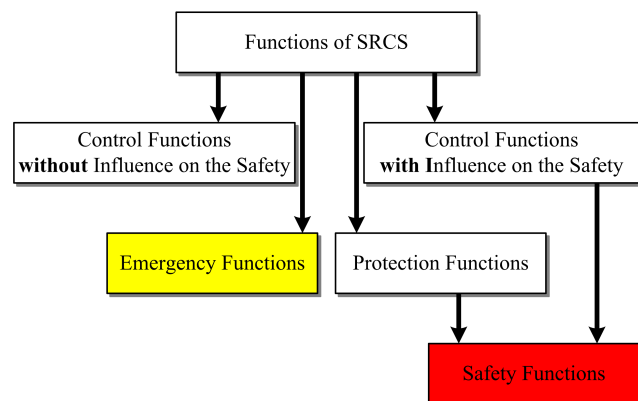 Functions of SRCS
Control Functions
without Influence on the Safety
Control Functions
with Influence on the Safety
Emergency Functions
Protection Functions
Safety Functions